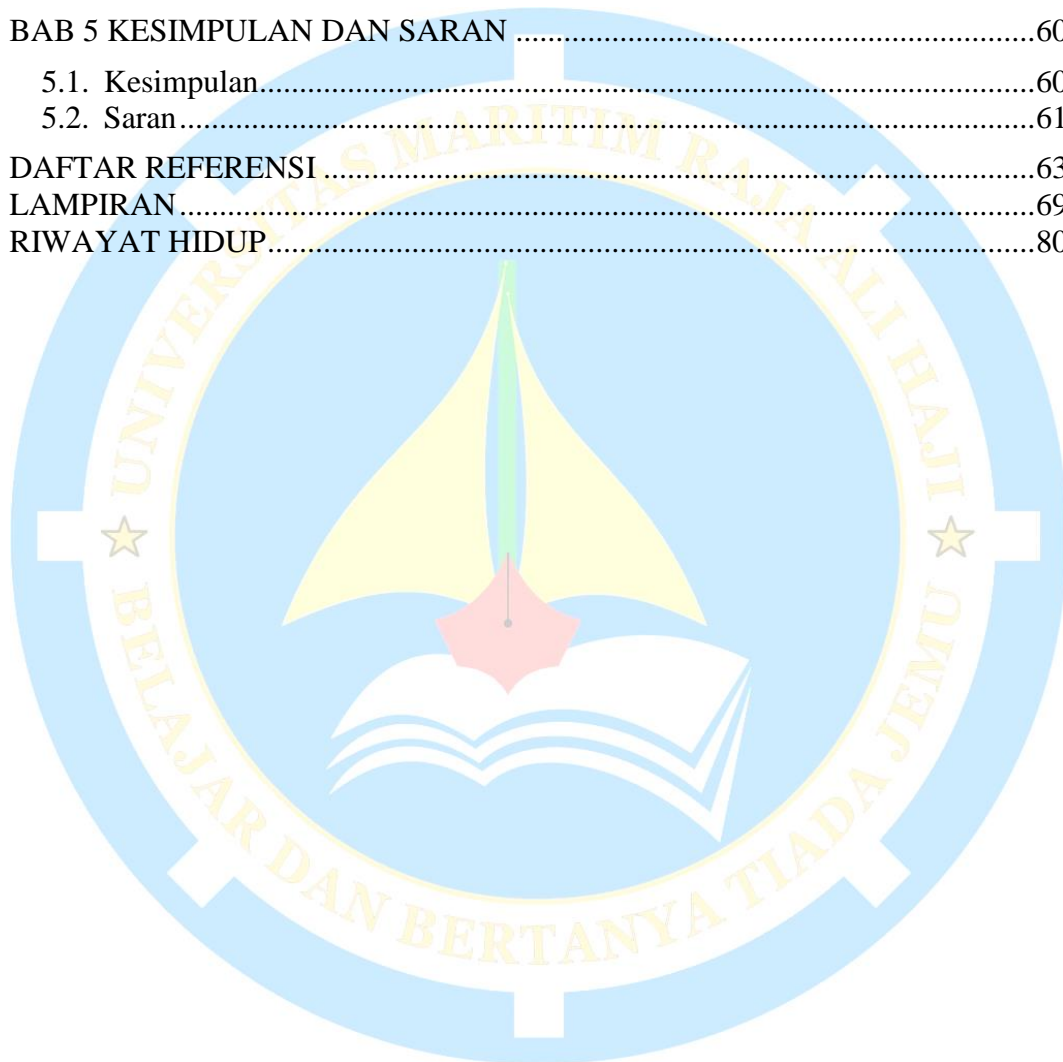 BAB 5 KESIMPULAN DAN SARAN ..................................................................60
5.1. Kesimpulan..................................................................................................60
5.2. Saran............................................................................................................61
DAFTAR REFERENSI ..........................................................................................63
LAMPIRAN............................................................................................................69
RIWAYAT HIDUP.................................................................................................80
UNIVERSITAS MARITIM RAJA ALI HAJI
BELAJAR DAN BERTANYA TIADA JEMU